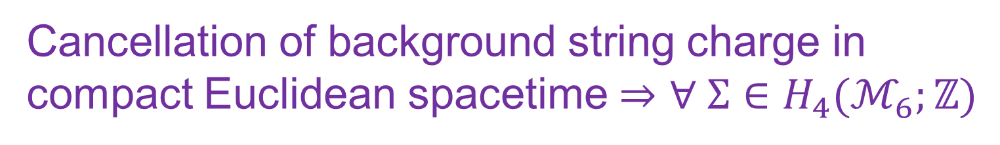 Cancellation of background string charge in
compact Euclidean spacetime ⇒ ∀ Σ ∈ H₄(ℳ₆; ℤ)